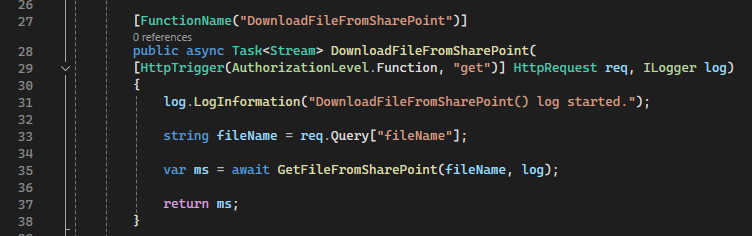 26
27 [FunctionName("DownloadFileFromSharePoint")]
0 references
28 public async Task<Stream> DownloadFileFromSharePoint(
29 [HttpTrigger(AuthorizationLevel.Function, "get")] HttpRequest req, ILogger log)
30 {
31 log.LogInformation("DownloadFileFromSharePoint() log started.");
32
33 string fileName = req.Query["fileName"];
34
35 var ms = await GetFileFromSharePoint(fileName, log);
36
37 return ms;
38 }